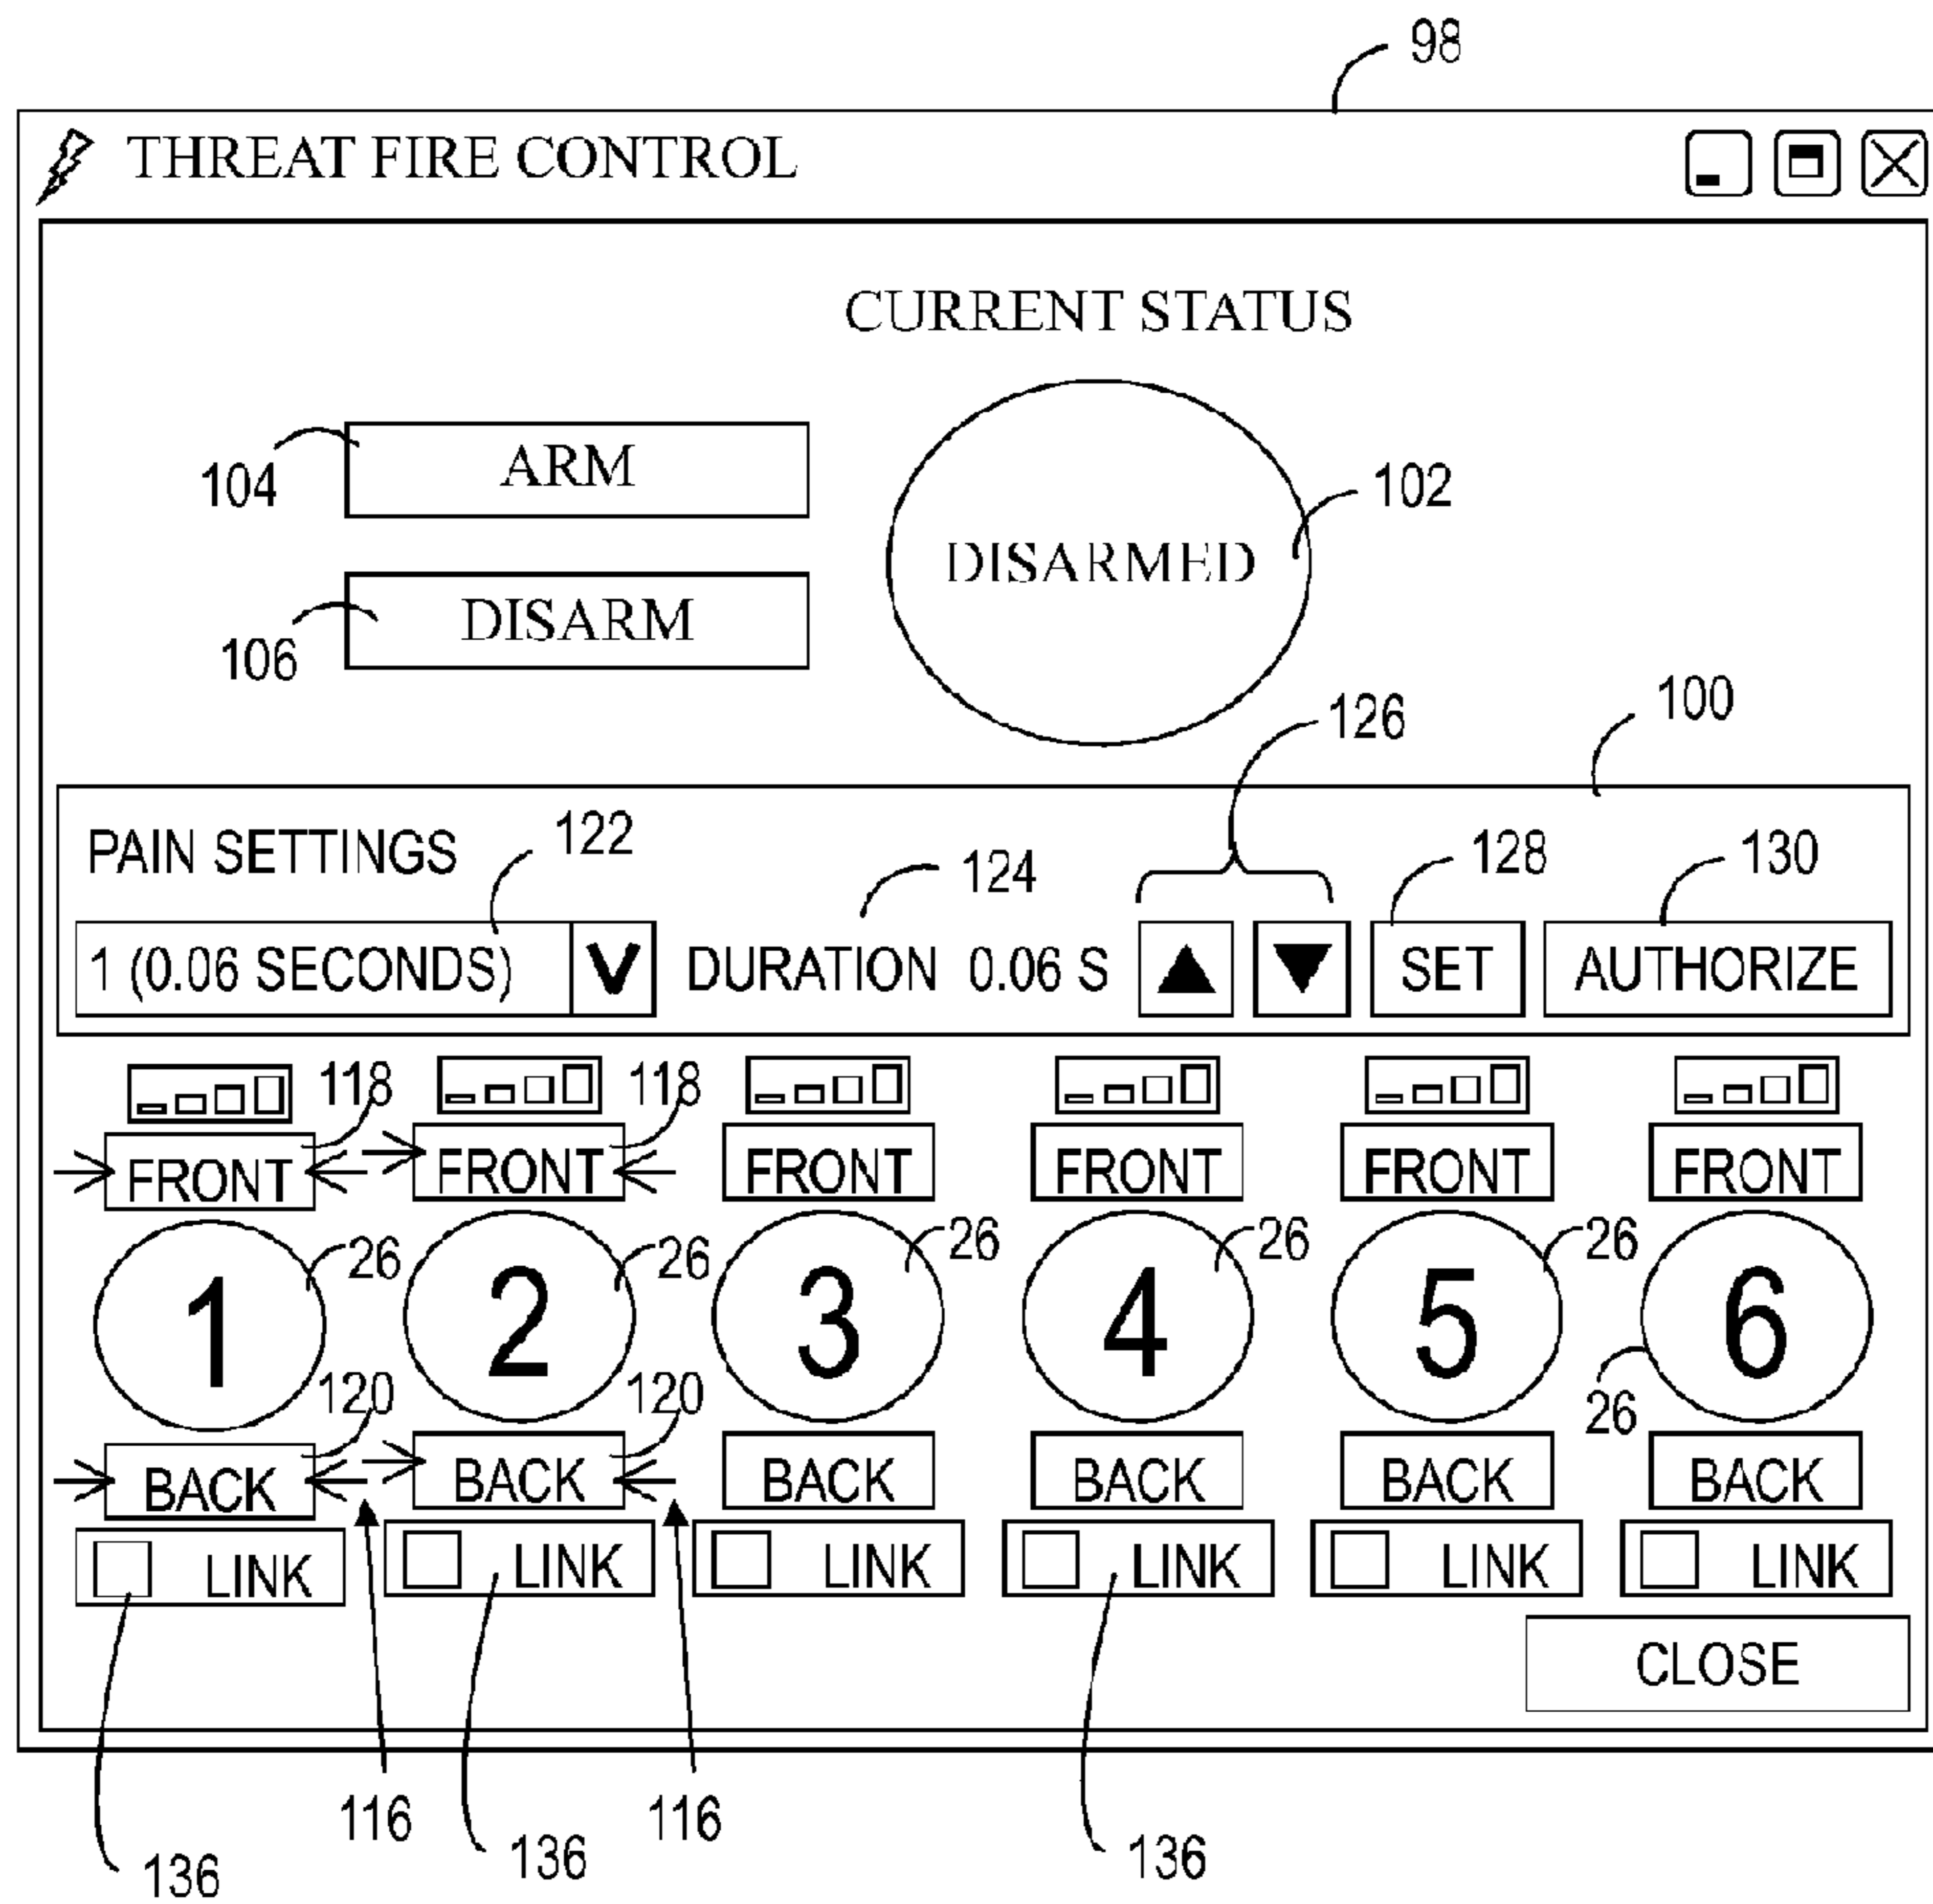 98
THREAT FIRE CONTROL
CURRENT STATUS
104 ARM
102
DISARMED
106 DISARM
126 100
PAIN SETTINGS 122 124 128 130
1 (0.06 SECONDS) V DURATION 0.06 S SET AUTHORIZE
118 118
FRONT FRONT FRONT FRONT FRONT FRONT
26 26 26 26 26
1 2 3 4 5 6
120 120 26
BACK BACK BACK BACK BACK BACK
LINK LINK LINK LINK LINK LINK
CLOSE
116 116
136 136 136